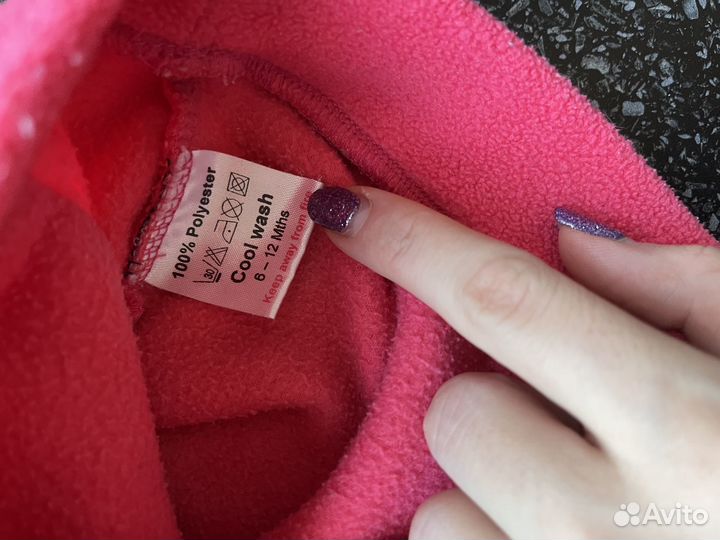 100% Polyester
30
Cool wash
6 – 12 Mths
Keep away from
Avito